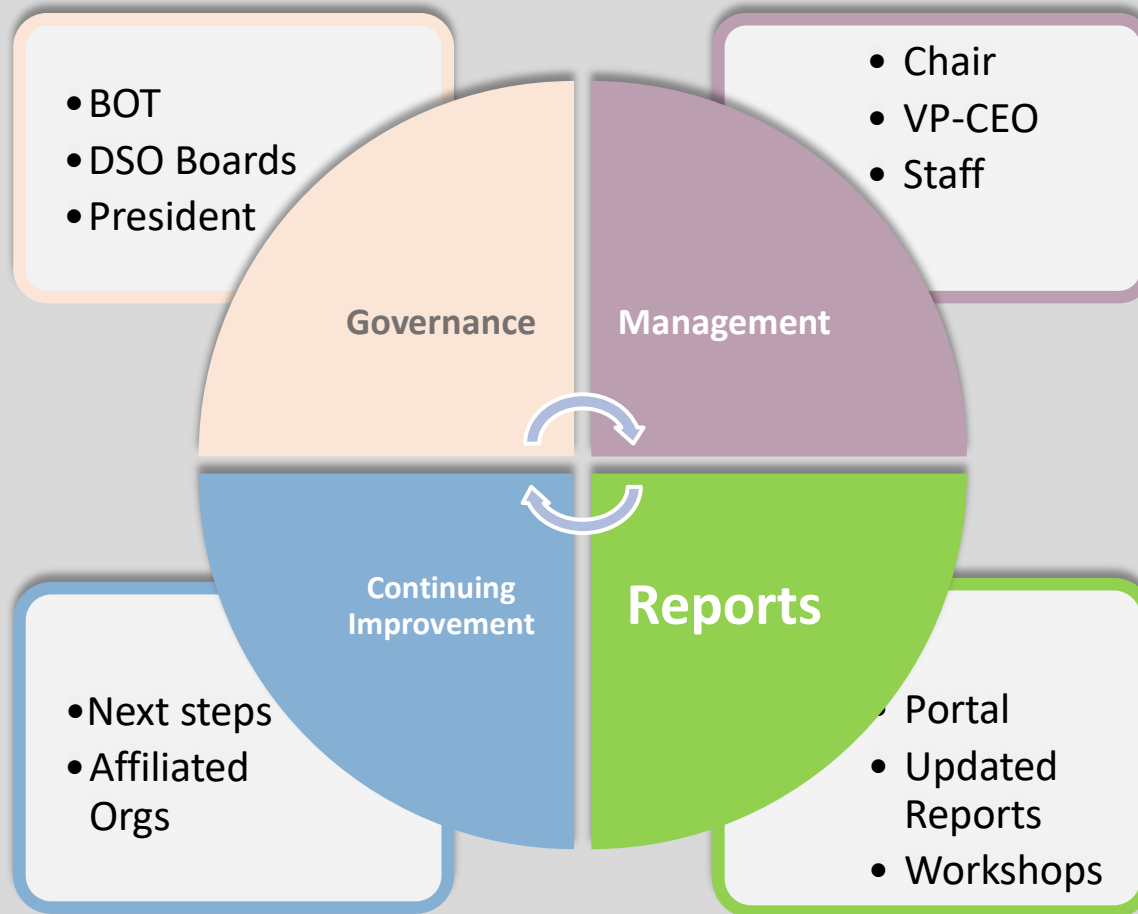 • BOT
• DSO Boards
• President
• Chair
• VP-CEO
• Staff
Governance
Management
Continuing
Improvement
Reports
• Next steps
• Affiliated
Orgs
• Portal
• Updated
Reports
• Workshops